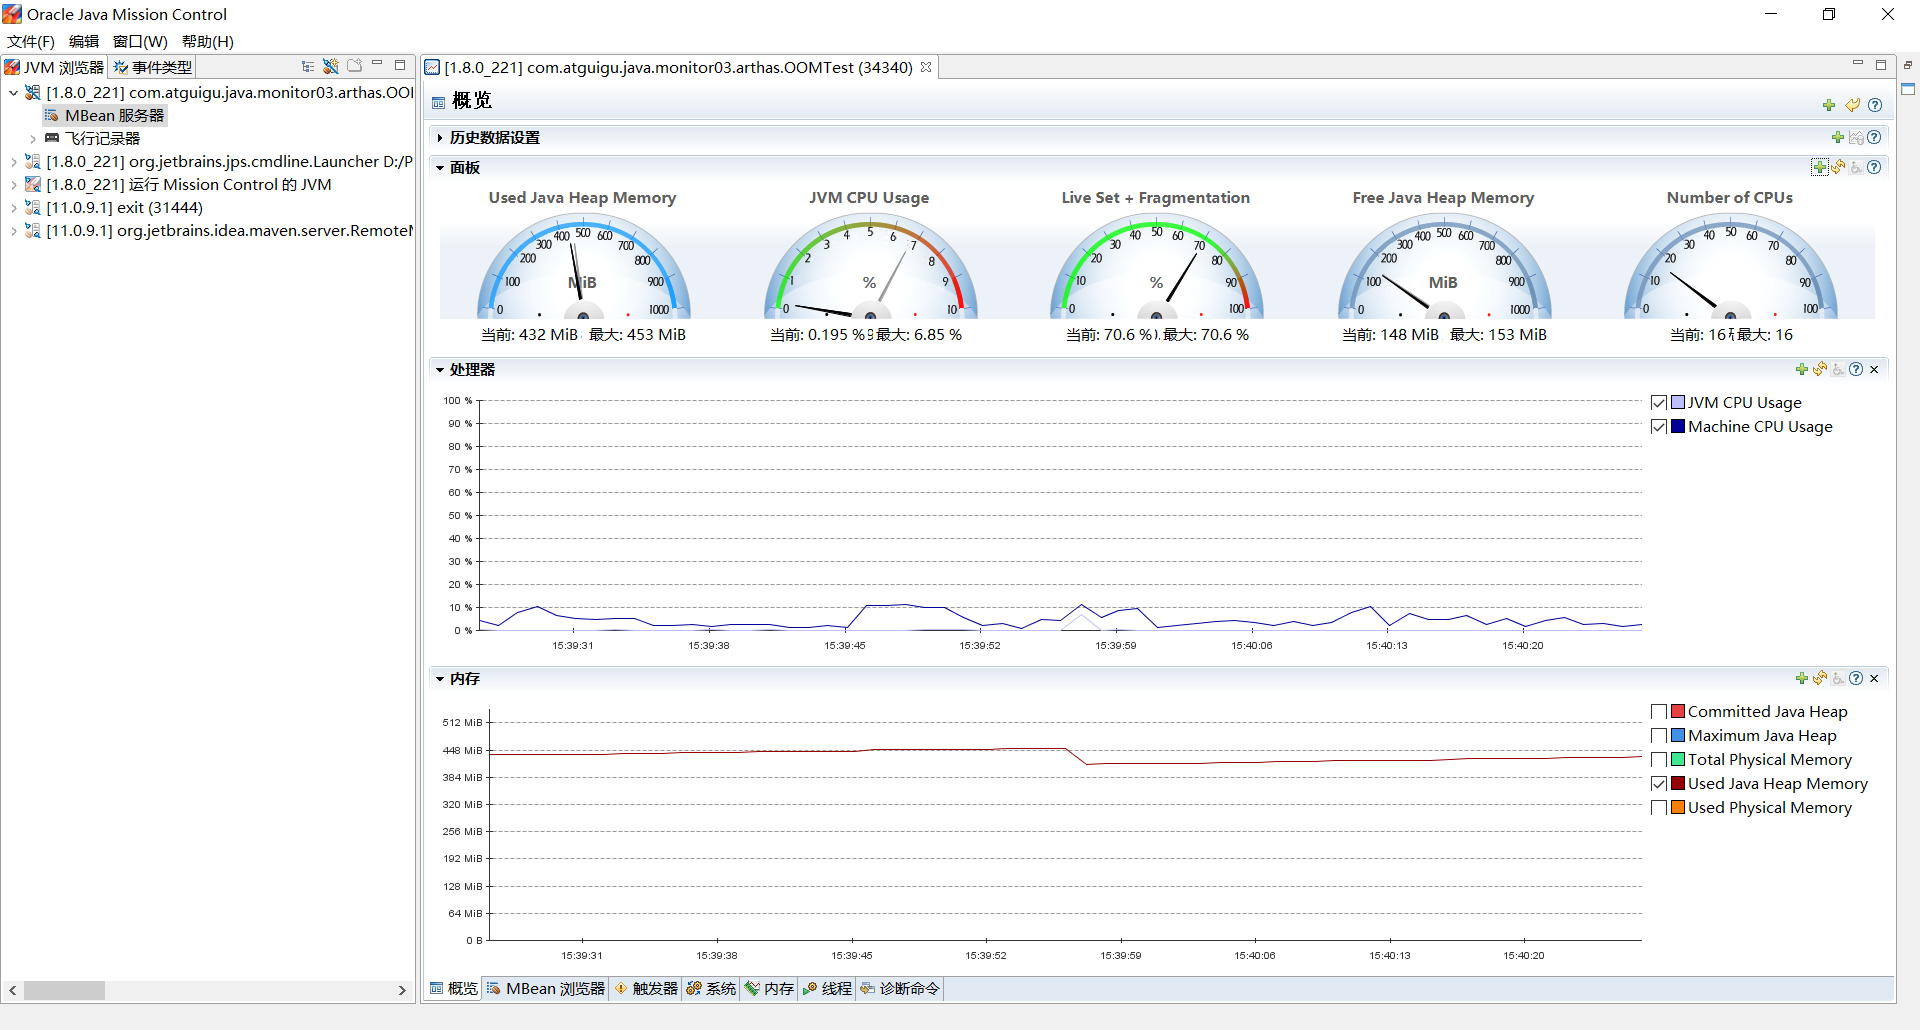 Oracle Java Mission Control
文件(F) 编辑 窗口(W) 帮助(H)
JVM 浏览器 事件类型
[1.8.0_221] com.atguigu.java.monitor03.arthas.OOI
MBean 服务器
飞行记录器
[1.8.0_221] org.jetbrains.jps.cmdline.Launcher D:/P
[1.8.0_221] 运行 Mission Control 的 JVM
[11.0.9.1] exit (31444)
[11.0.9.1] org.jetbrains.idea.maven.server.Remote
[1.8.0_221] com.atguigu.java.monitor03.arthas.OOMTest (34340)
概览
历史数据设置
面板
Used Java Heap Memory
0 100 200 300 400 500 600 700 800 900 1000
MiB
当前: 432 MiB 最大: 453 MiB
JVM CPU Usage
0 1 2 3 4 5 6 7 8 9 10
%
当前: 0.195 % 最大: 6.85 %
Live Set + Fragmentation
0 10 20 30 40 50 60 70 80 90 100
%
当前: 70.6 % 最大: 70.6 %
Free Java Heap Memory
0 100 200 300 400 500 600 700 800 900 1000
MiB
当前: 148 MiB 最大: 153 MiB
Number of CPUs
0 10 20 30 40 50 60 70 80 90 100
当前: 16 最大: 16
处理器
100 %
90 %
80 %
70 %
60 %
50 %
40 %
30 %
20 %
10 %
0 %
15:39:31 15:39:38 15:39:45 15:39:52 15:39:59 15:40:06 15:40:13 15:40:20
JVM CPU Usage
Machine CPU Usage
内存
512 MiB
448 MiB
384 MiB
320 MiB
256 MiB
192 MiB
128 MiB
64 MiB
0 B
15:39:31 15:39:38 15:39:45 15:39:52 15:39:59 15:40:06 15:40:13 15:40:20
Committed Java Heap
Maximum Java Heap
Total Physical Memory
Used Java Heap Memory
Used Physical Memory
概览 MBean 浏览器 触发器 系统 内存 线程 诊断命令